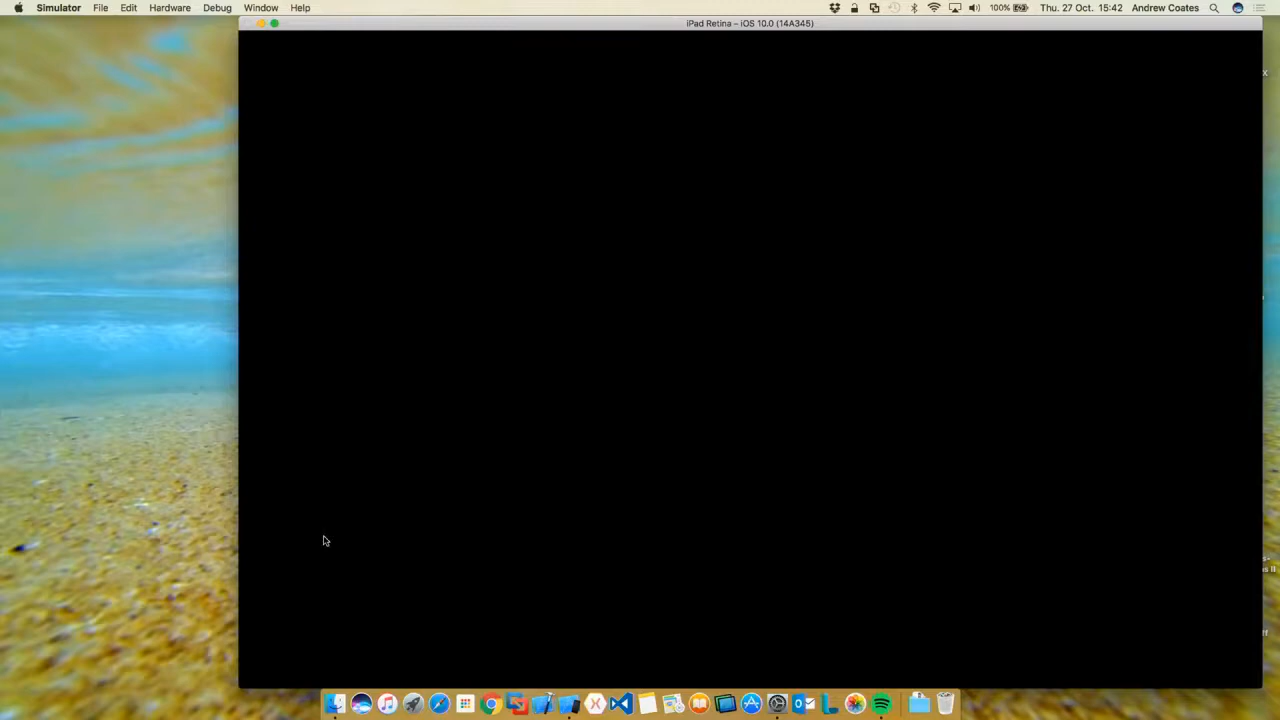 Simulator File Edit Hardware Debug Window Help 100% Thu. 27 Oct. 15:42 Andrew Coates
iPad Retina – iOS 10.0 (14A345)